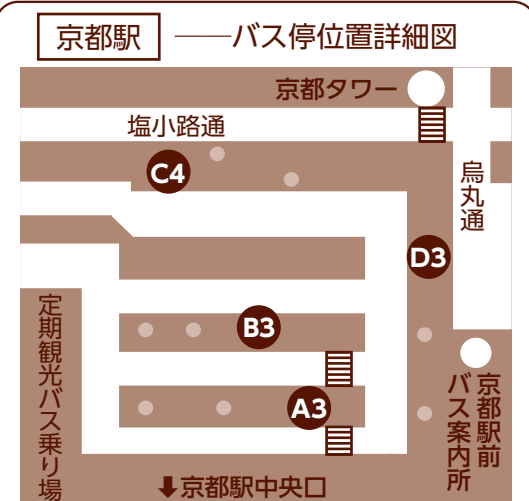 京都駅
バス停位置詳細図
京都タワー
塩小路通
C4
烏丸通
D3
B3
A3
定期観光バス乗り場
京都駅前
バス案内所
⬇京都駅中央口